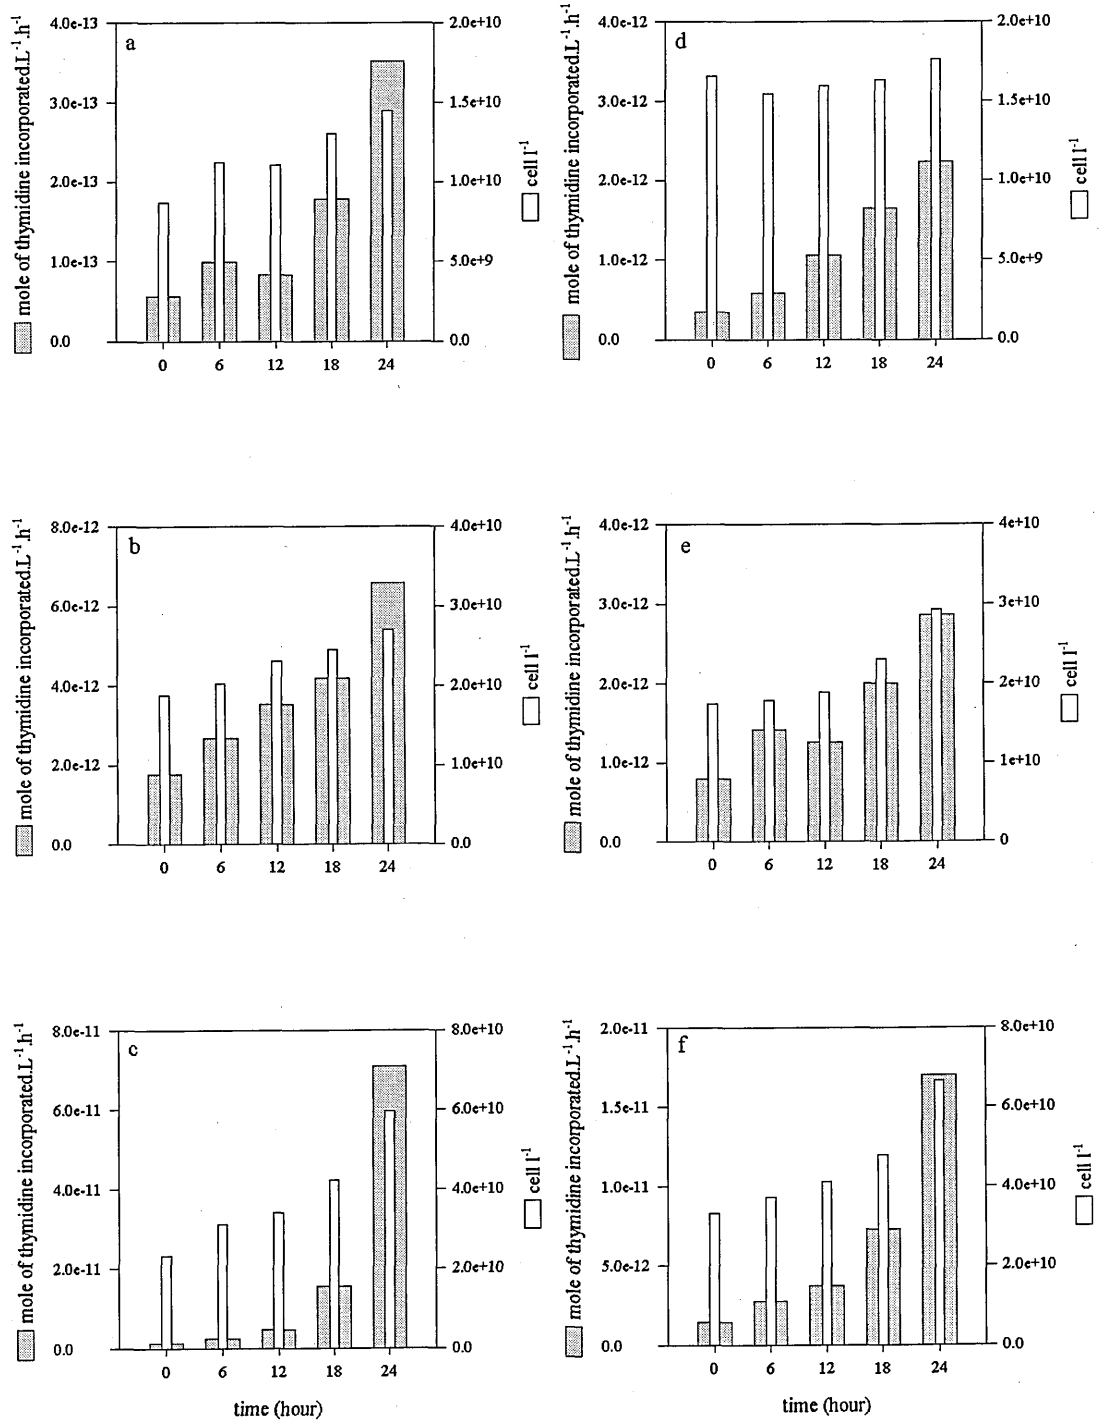 a
mole of thymidine incorporated.L⁻¹.h⁻¹
4.0e-13
3.0e-13
2.0e-13
1.0e-13
0.0
2.0e+10
1.5e+10
1.0e+10
5.0e+9
0.0
cell l⁻¹
0 6 12 18 24
d
mole of thymidine incorporated.L⁻¹.h⁻¹
4.0e-12
3.0e-12
2.0e-12
1.0e-12
0.0
2.0e+10
1.5e+10
1.0e+10
5.0e+9
0.0
cell l⁻¹
0 6 12 18 24
b
mole of thymidine incorporated.L⁻¹.h⁻¹
8.0e-12
6.0e-12
4.0e-12
2.0e-12
0.0
4.0e+10
3.0e+10
2.0e+10
1.0e+10
0.0
cell l⁻¹
0 6 12 18 24
e
mole of thymidine incorporated.L⁻¹.h⁻¹
4.0e-12
3.0e-12
2.0e-12
1.0e-12
0.0
4e+10
3e+10
2e+10
1e+10
0
cell l⁻¹
0 6 12 18 24
c
mole of thymidine incorporated.L⁻¹.h⁻¹
8.0e-11
6.0e-11
4.0e-11
2.0e-11
0.0
8.0e+10
6.0e+10
4.0e+10
2.0e+10
0.0
cell l⁻¹
0 6 12 18 24
time (hour)
f
mole of thymidine incorporated.L⁻¹.h⁻¹
2.0e-11
1.5e-11
1.0e-11
5.0e-12
0.0
8.0e+10
6.0e+10
4.0e+10
2.0e+10
0.0
cell l⁻¹
0 6 12 18 24
time (hour)